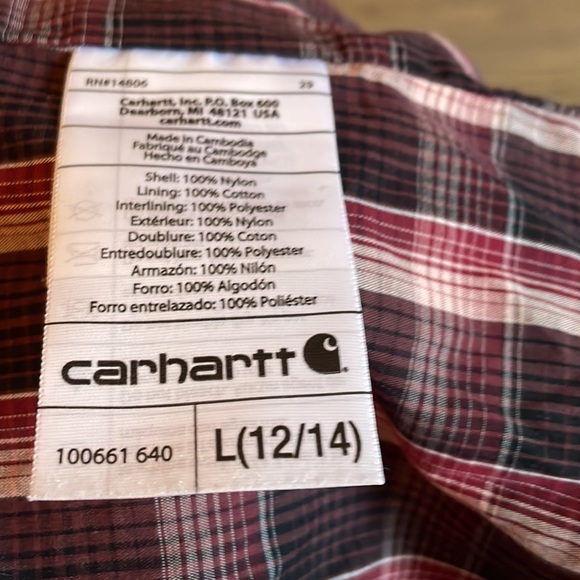 RN#14806 29
Carhartt, Inc. P.O. Box 600
Dearborn, MI 48121 USA
carhartt.com
Made in Cambodia
Fabriqué au Cambodge
Hecho en Camboya
Shell: 100% Nylon
Lining: 100% Cotton
Interlining: 100% Polyester
Extérieur: 100% Nylon
Doublure: 100% Coton
Entredoublure: 100% Polyester
Armazón: 100% Nilón
Forro: 100% Algodón
Forro entrelazado: 100% Poliéster
carhartt
100661 640 L(12/14)